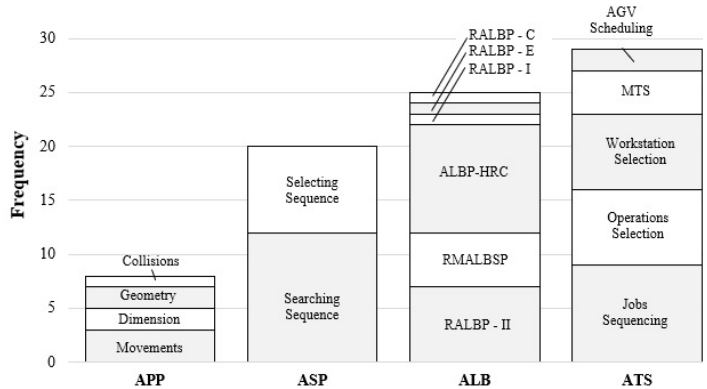 AGV
Scheduling
RALBP - C
RALBP - E
RALBP - I
30
25
20
15
10
5
0
Frequency
Collisions
Geometry
Dimension
Movements
Selecting
Sequence
Searching
Sequence
ALBP-HRC
RMALBSP
RALBP - II
MTS
Workstation
Selection
Operations
Selection
Jobs
Sequencing
APP
ASP
ALB
ATS